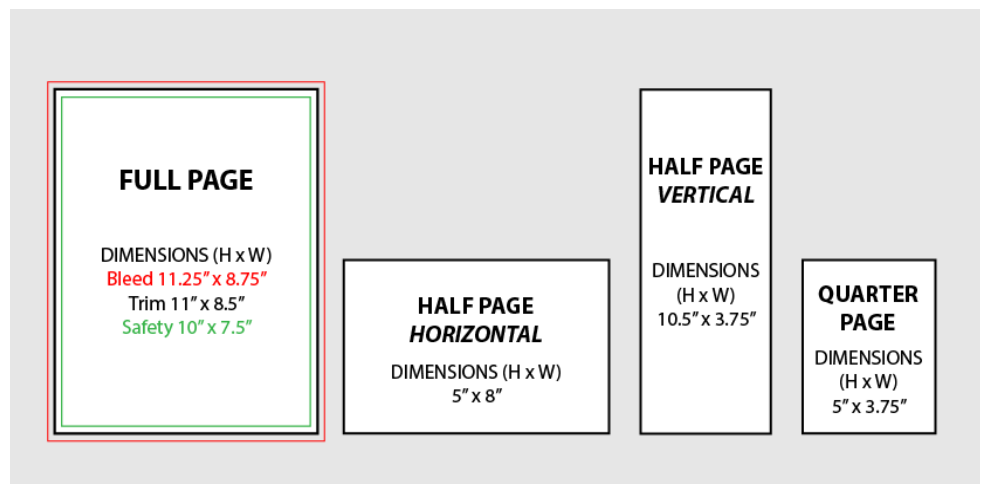 FULL PAGE
DIMENSIONS (H x W)
Bleed 11.25” x 8.75”
Trim 11” x 8.5”
Safety 10” x 7.5”
HALF PAGE
HORIZONTAL
DIMENSIONS (H x W)
5” x 8”
HALF PAGE
VERTICAL
DIMENSIONS
(H x W)
10.5” x 3.75”
QUARTER
PAGE
DIMENSIONS
(H x W)
5” x 3.75”